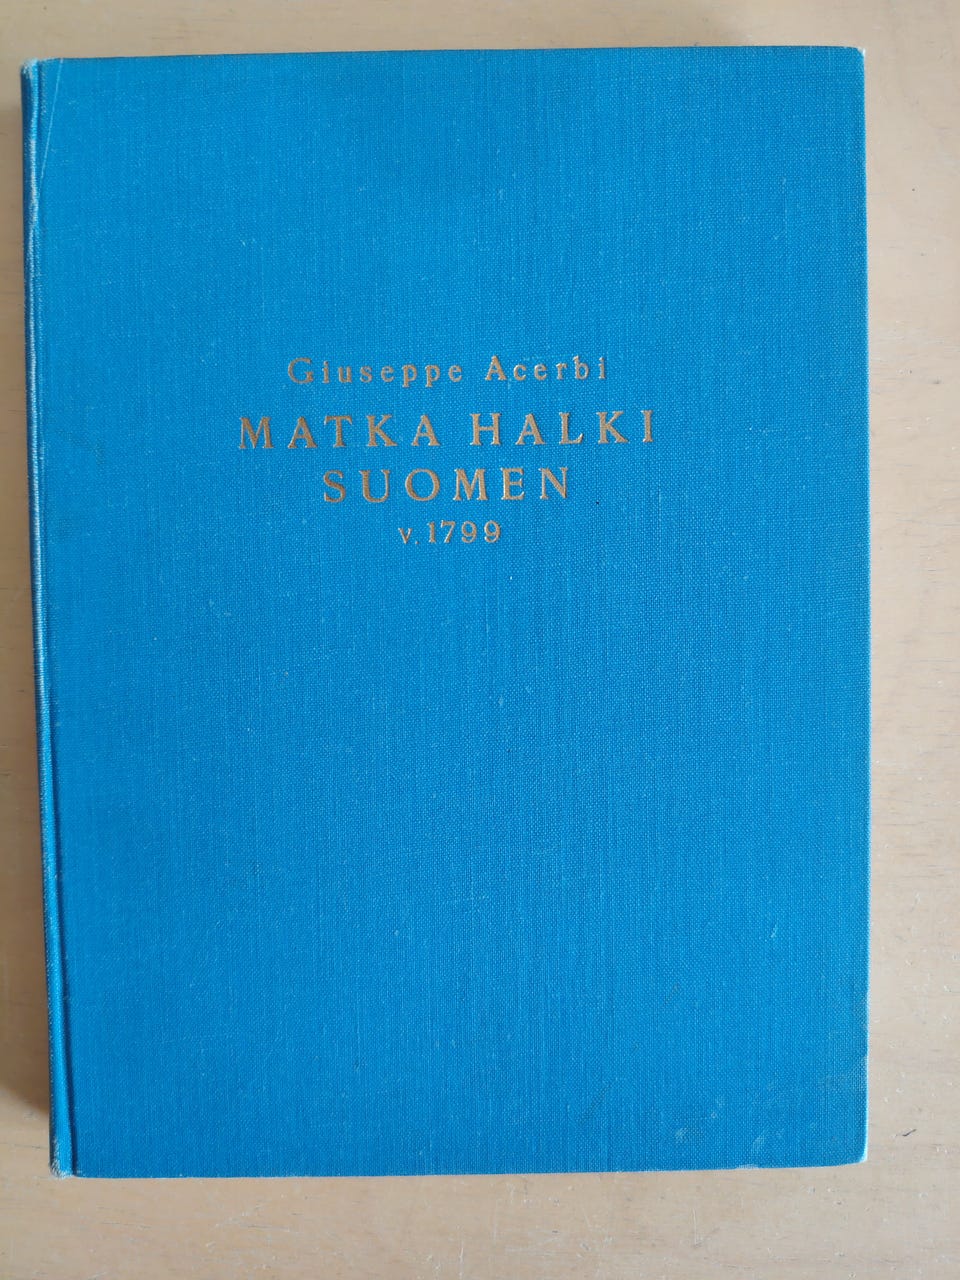 Giuseppe Acerbi
MATKA HALKI
SUOMEN
v. 1799